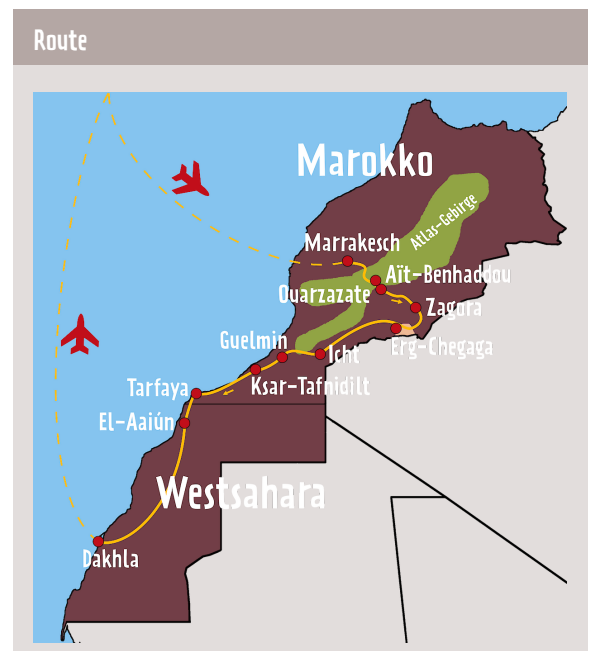 Route
Marokko
Atlas-Gebirge
Marrakesch
Aït-Benhaddou
Ouarzazate
Zagora
Erg-Chegaga
Guelmin
Icht
Ksar-Tafnidilt
Tarfaya
El-Aaiún
Westsahara
Dakhla